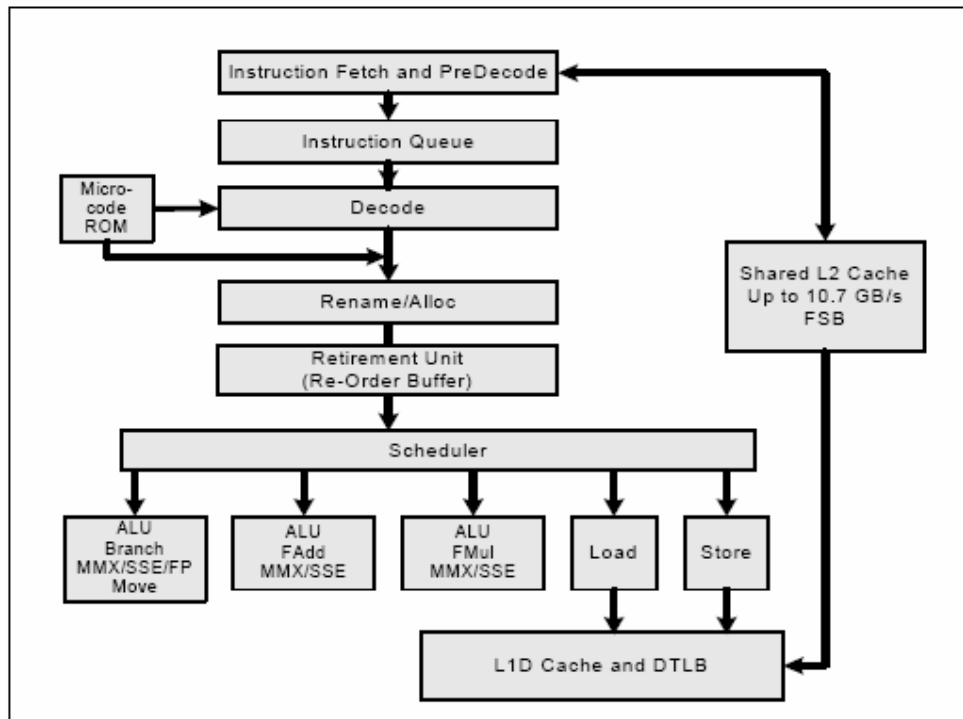 Instruction Fetch and PreDecode
Instruction Queue
Micro-
code
ROM
Decode
Shared L2 Cache
Up to 10.7 GB/s
FSB
Rename/Alloc
Retirement Unit
(Re-Order Buffer)
Scheduler
ALU
Branch
MMX/SSE/FP
Move
ALU
FAdd
MMX/SSE
ALU
FMul
MMX/SSE
Load
Store
L1D Cache and DTLB